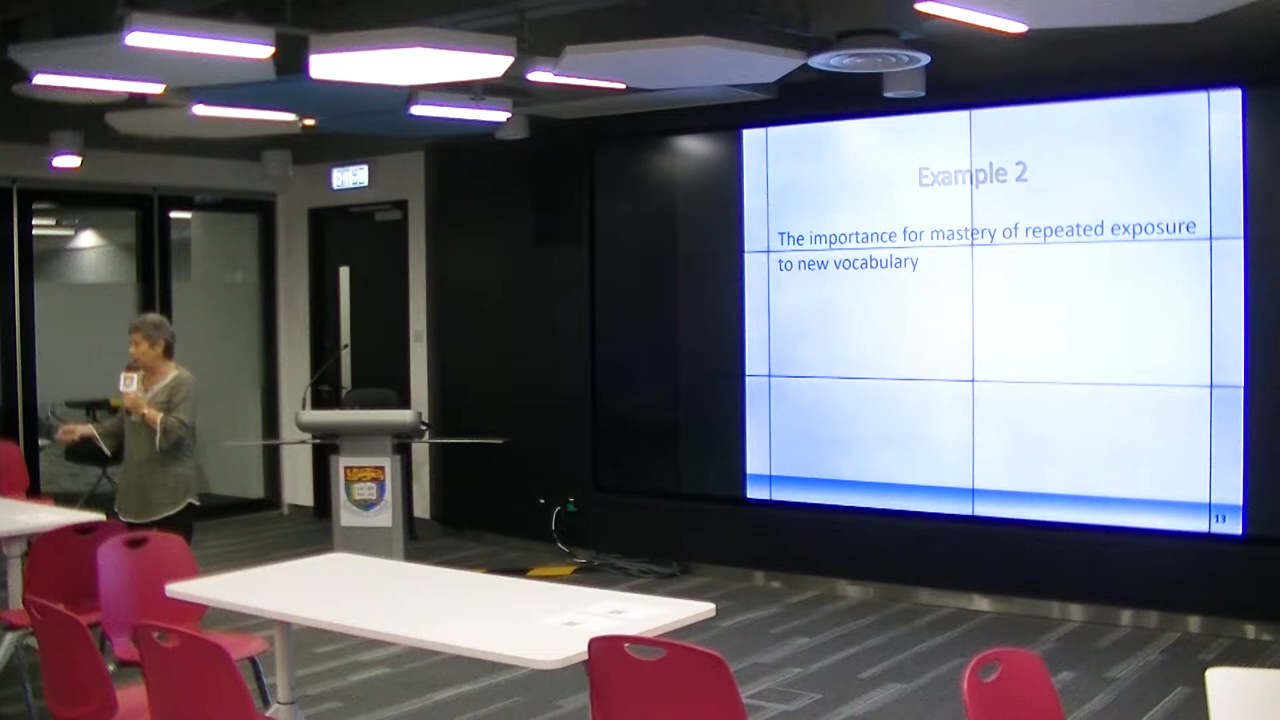 Example 2
The importance for mastery of repeated exposure
to new vocabulary
13